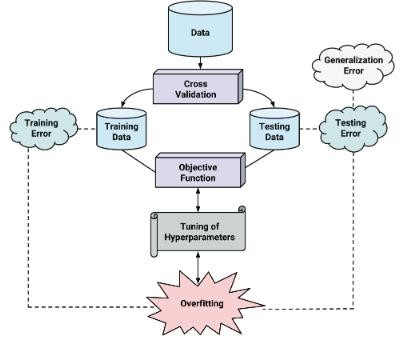 Data
Generalization
Error
Cross
Validation
Training
Error
Training
Data
Testing
Data
Testing
Error
Objective
Function
Tuning of
Hyperparameters
Overfitting